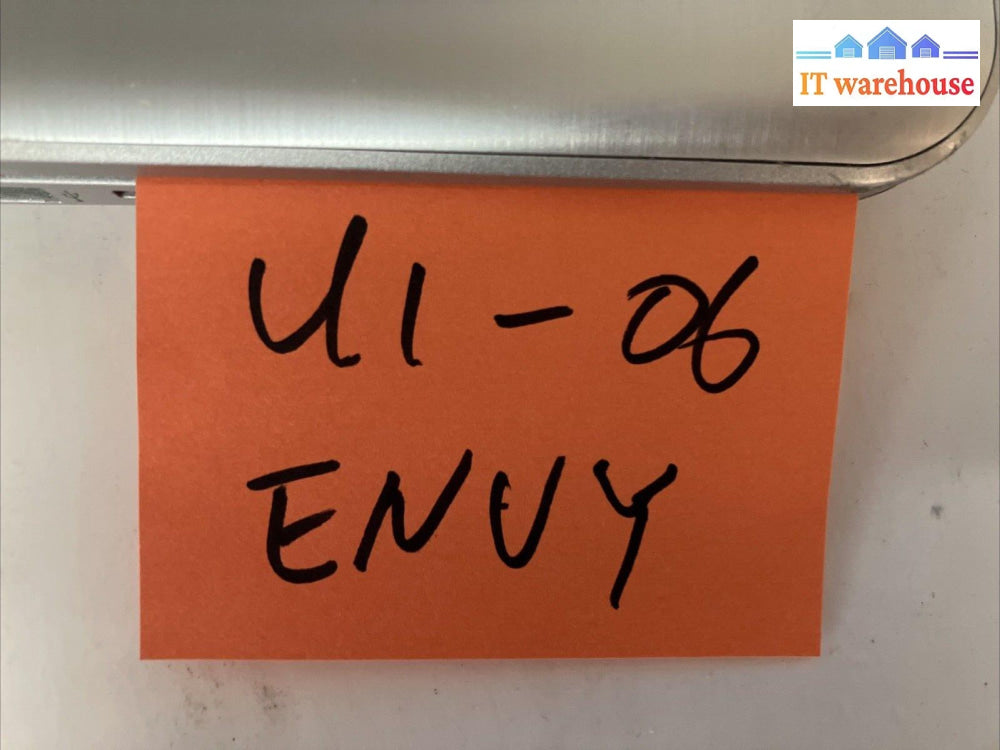 IT warehouse
U1-06
ENVY